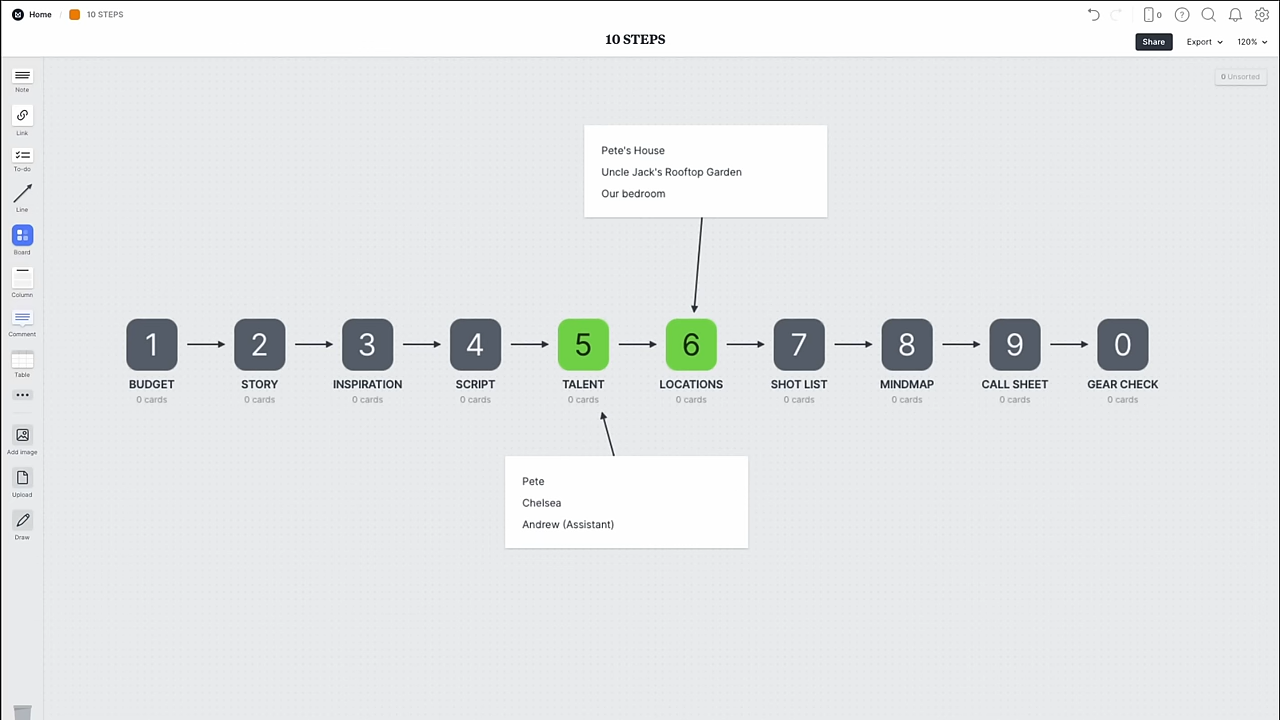 Home / 10 STEPS
0
10 STEPS
Share
Export
120%
0 Unsorted
Note
Link
To-do
Line
Board
Column
Comment
Table
Add image
Upload
Draw
Pete's House
Uncle Jack's Rooftop Garden
Our bedroom
1 2 3 4 5 6 7 8 9 0
BUDGET STORY INSPIRATION SCRIPT TALENT LOCATIONS SHOT LIST MINDMAP CALL SHEET GEAR CHECK
0 cards 0 cards 0 cards 0 cards 0 cards 0 cards 0 cards 0 cards 0 cards 0 cards
Pete
Chelsea
Andrew (Assistant)